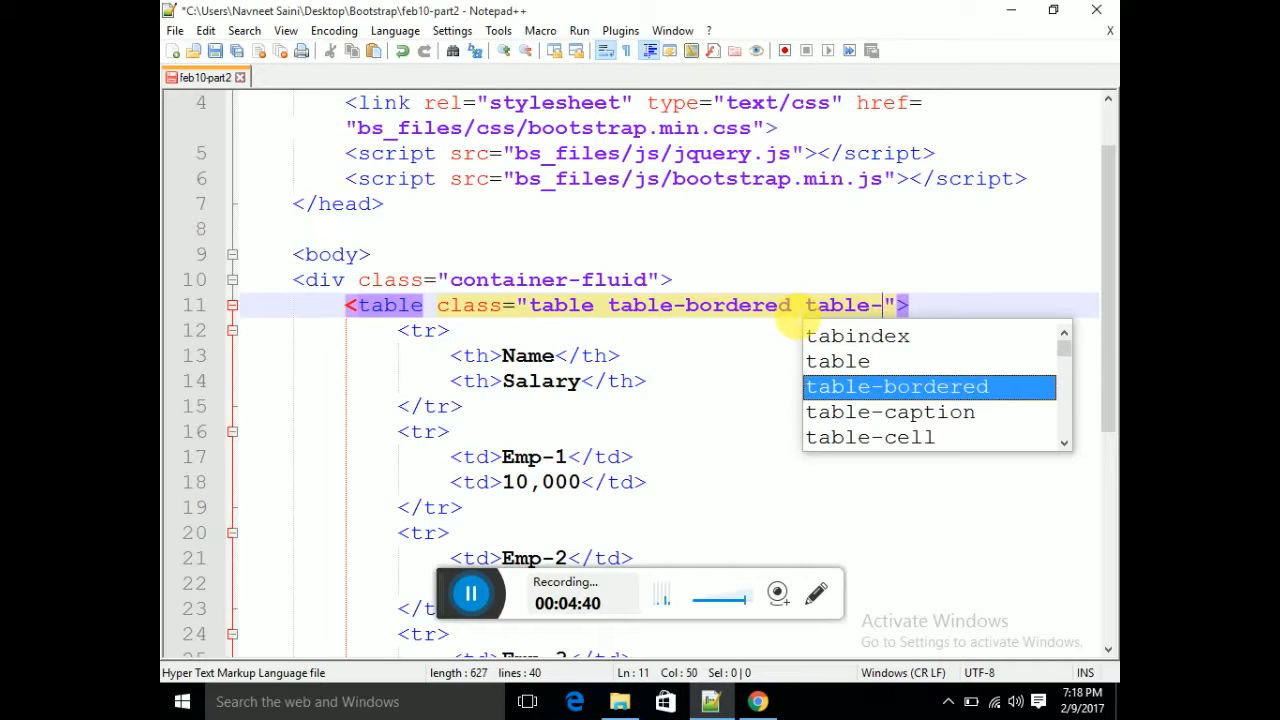 *C:\Users\Navneet Saini\Desktop\Bootstrap\feb10-part2 - Notepad++
File Edit Search View Encoding Language Settings Tools Macro Run Plugins Window ? X
feb10-part2
4 <link rel="stylesheet" type="text/css" href=
"bs_files/css/bootstrap.min.css">
5 <script src="bs_files/js/jquery.js"></script>
6 <script src="bs_files/js/bootstrap.min.js"></script>
7 </head>
8
9 <body>
10 <div class="container-fluid">
11 <table class="table table-bordered table-">
12 <tr>
tabindex
13 <th>Name</th>
table
14 <th>Salary</th>
table-bordered
15 </tr>
table-caption
16 <tr>
table-cell
17 <td>Emp-1</td>
18 <td>10,000</td>
19 </tr>
20 <tr>
21 <td>Emp-2</td>
22
23 </t
24 <tr>
Recording...
00:04:40
Activate Windows
Go to Settings to activate Windows.
Hyper Text Markup Language file length : 627 lines : 40 Ln : 11 Col : 50 Sel : 0 | 0 Windows (CR LF) UTF-8 INS
Search the web and Windows
7:18 PM
2/9/2017